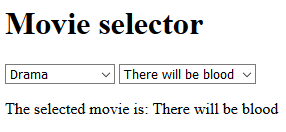 Movie selector
Drama There will be blood
The selected movie is: There will be blood